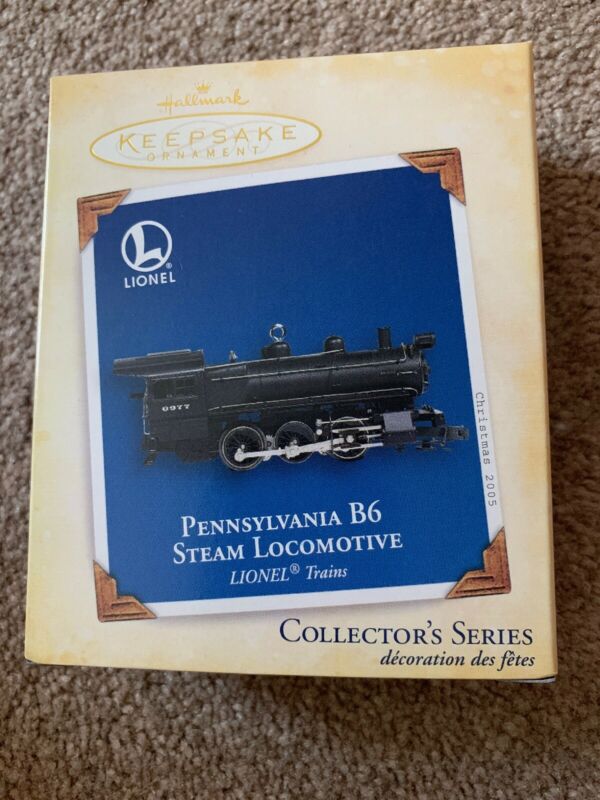 Hallmark
KEEPSAKE
ORNAMENT
L
LIONEL®
6977
Christmas 2005
PENNSYLVANIA B6
STEAM LOCOMOTIVE
LIONEL® Trains
COLLECTOR'S SERIES
décoration des fêtes